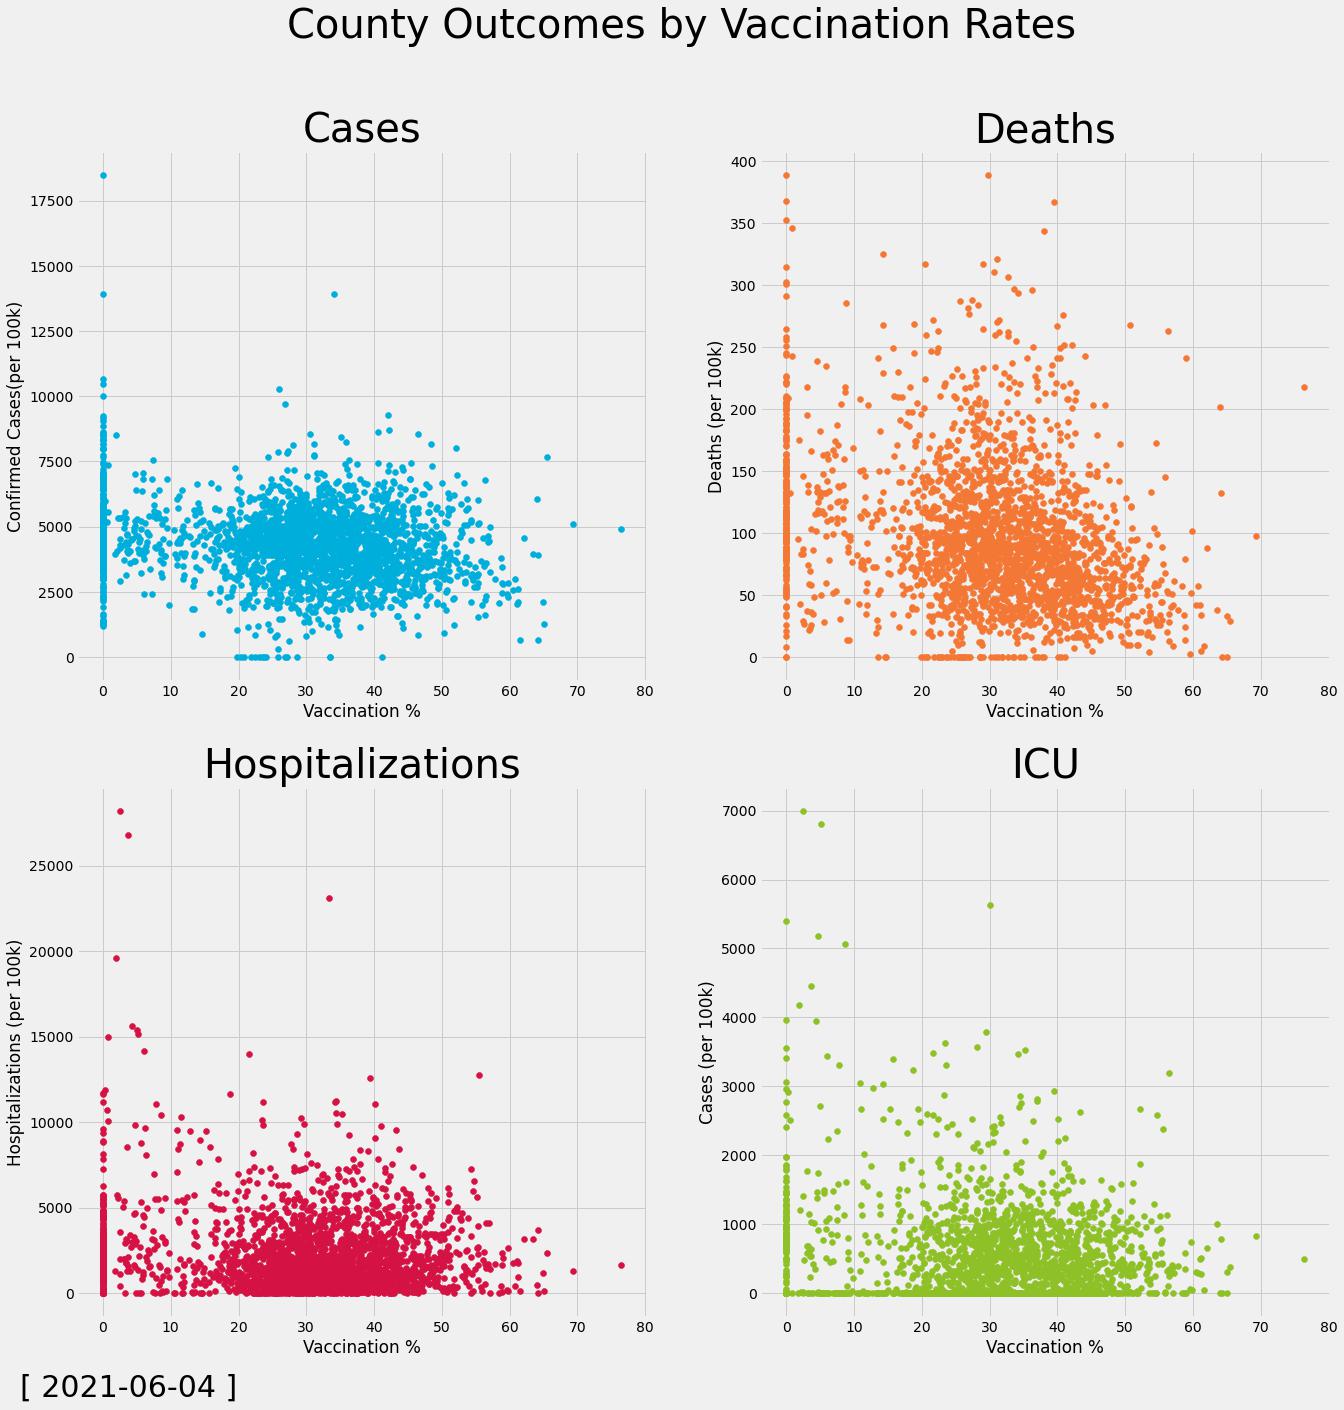 County Outcomes by Vaccination Rates
Cases
Confirmed Cases(per 100k)
17500
15000
12500
10000
7500
5000
2500
0
0 10 20 30 40 50 60 70 80
Vaccination %
Deaths
Deaths (per 100k)
400
350
300
250
200
150
100
50
0
0 10 20 30 40 50 60 70 80
Vaccination %
Hospitalizations
Hospitalizations (per 100k)
25000
20000
15000
10000
5000
0
0 10 20 30 40 50 60 70 80
Vaccination %
ICU
Cases (per 100k)
7000
6000
5000
4000
3000
2000
1000
0
0 10 20 30 40 50 60 70 80
Vaccination %
[ 2021-06-04 ]